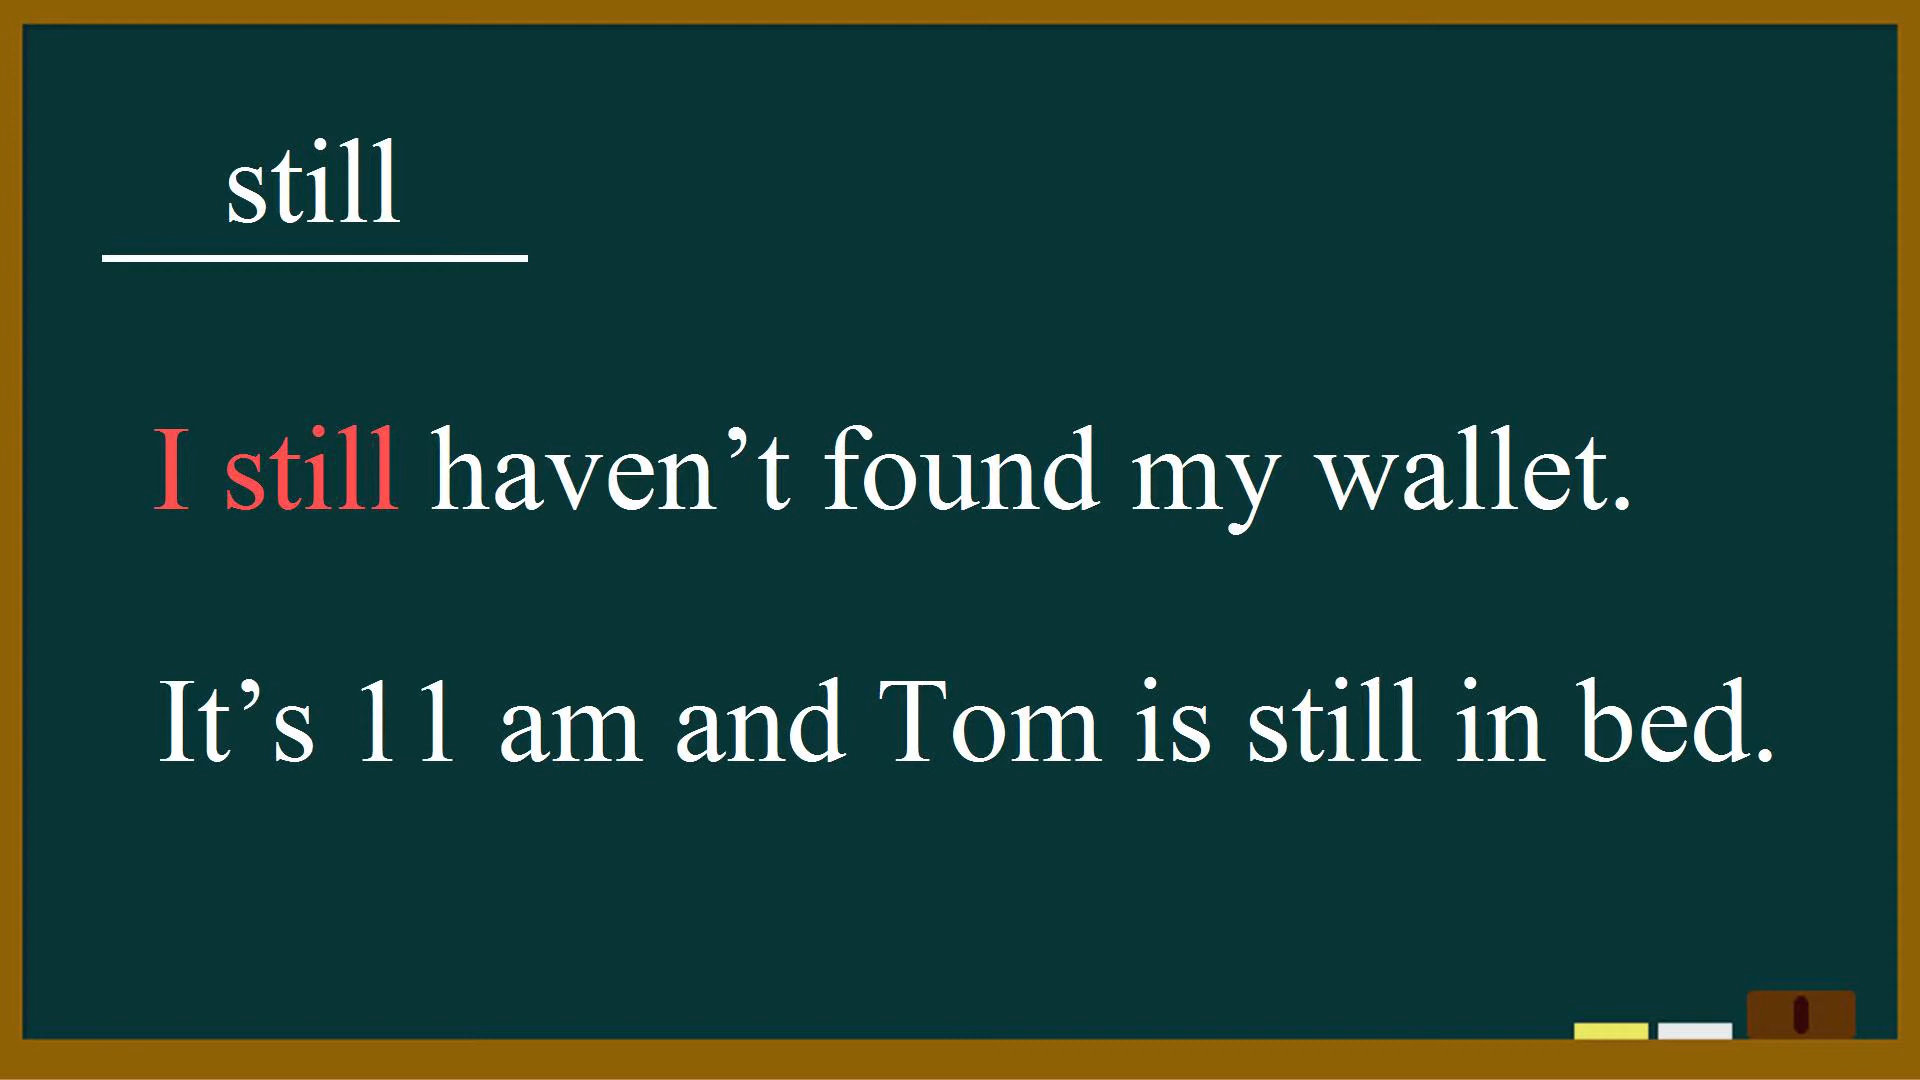 still
I still haven’t found my wallet.
It’s 11 am and Tom is still in bed.